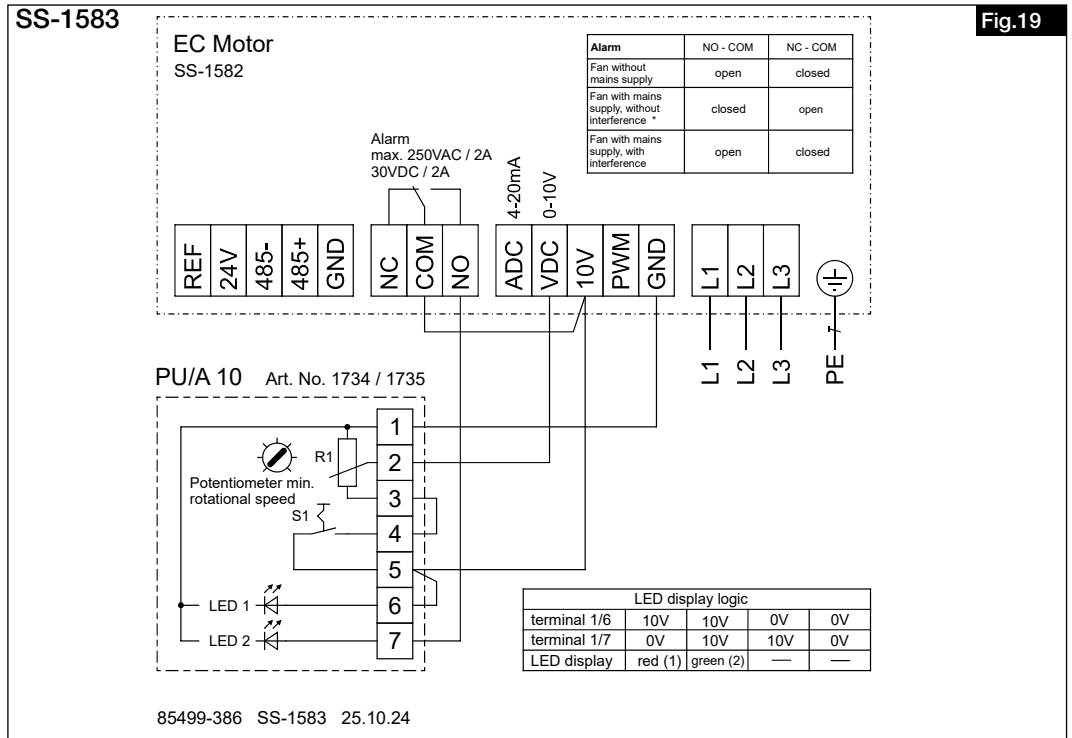 SS-1583
Fig.19
EC Motor
SS-1582
Alarm NO - COM NC - COM
Fan without
mains supply
open closed
Fan with mains
supply, without
interference *
closed open
Fan with mains
supply, with
interference
open closed
Alarm
max. 250VAC / 2A
30VDC / 2A
4-20mA
0-10V
REF
24V
485-
485+
GND
NC
COM
NO
ADC
VDC
10V
PWM
GND
L1
L2
L3
L1
L2
L3
PE
PU/A 10 Art. No. 1734 / 1735
1
2
3
4
5
6
7
R1
Potentiometer min.
rotational speed
S1
LED 1
LED 2
LED display logic
terminal 1/6 10V 10V 0V 0V
terminal 1/7 0V 10V 10V 0V
LED display red (1) green (2) — —
85499-386 SS-1583 25.10.24